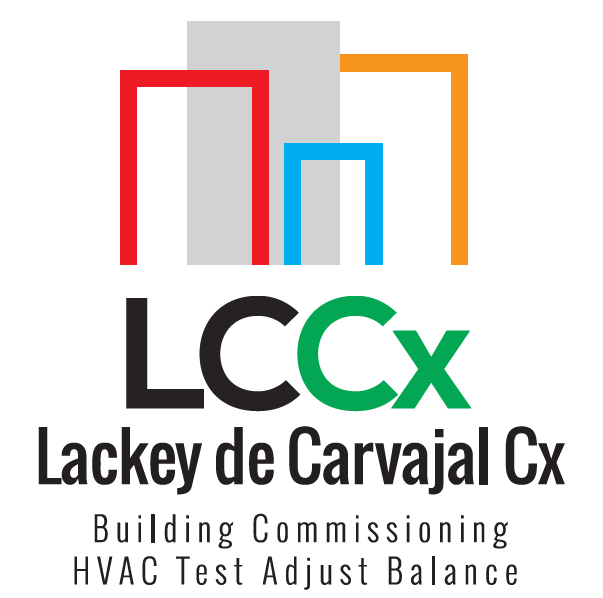 LCCx
Lackey de Carvajal Cx
Building Commissioning
HVAC Test Adjust Balance